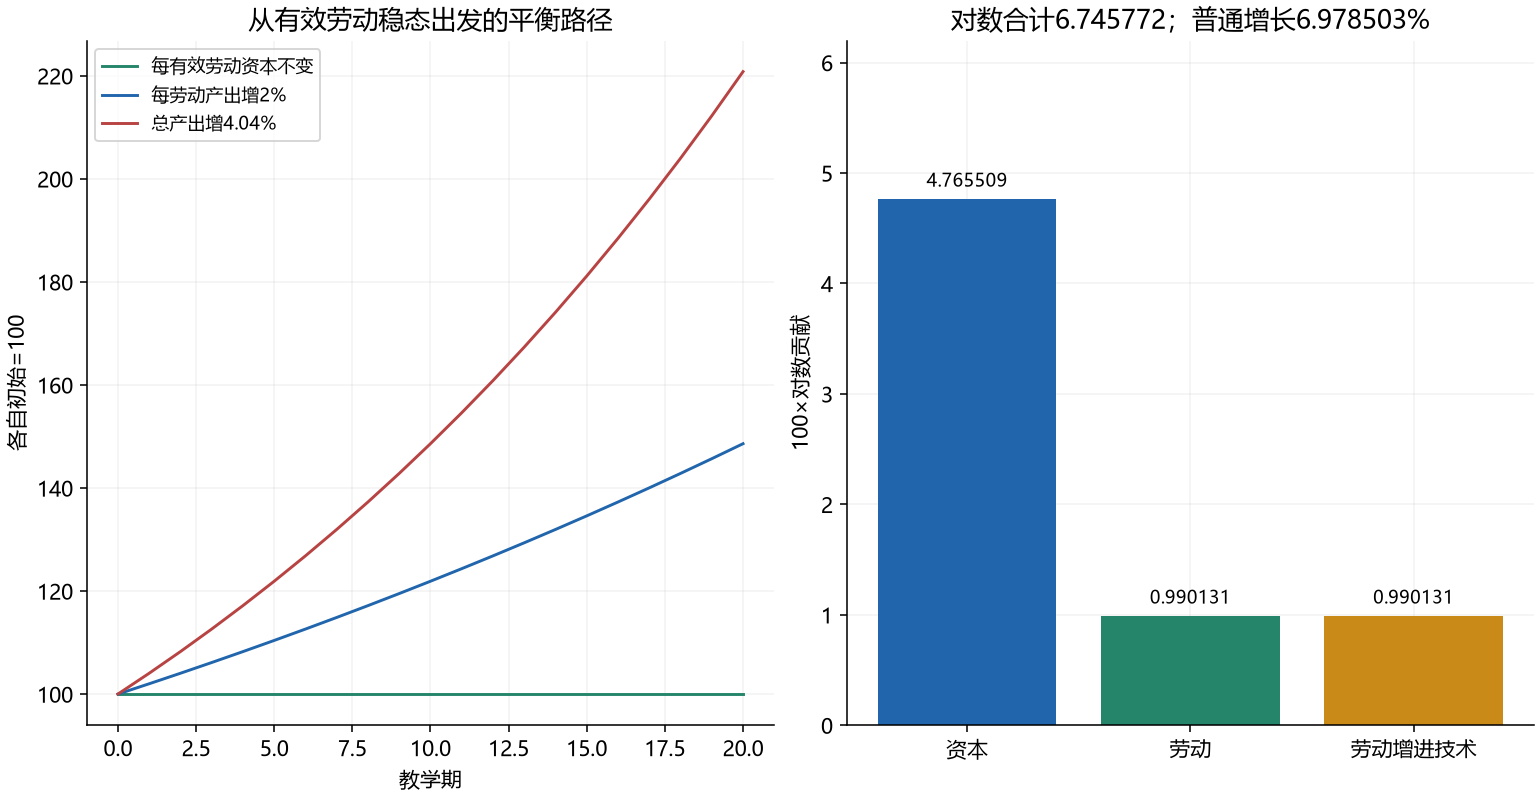 从有效劳动稳态出发的平衡路径
每有效劳动资本不变
每劳动产出增2%
总产出增4.04%
各自初始=100
220
200
180
160
140
120
100
0.0 2.5 5.0 7.5 10.0 12.5 15.0 17.5 20.0
教学期
对数合计6.745772；普通增长6.978503%
100×对数贡献
6
5
4
3
2
1
0
4.765509
0.990131
0.990131
资本 劳动 劳动增进技术